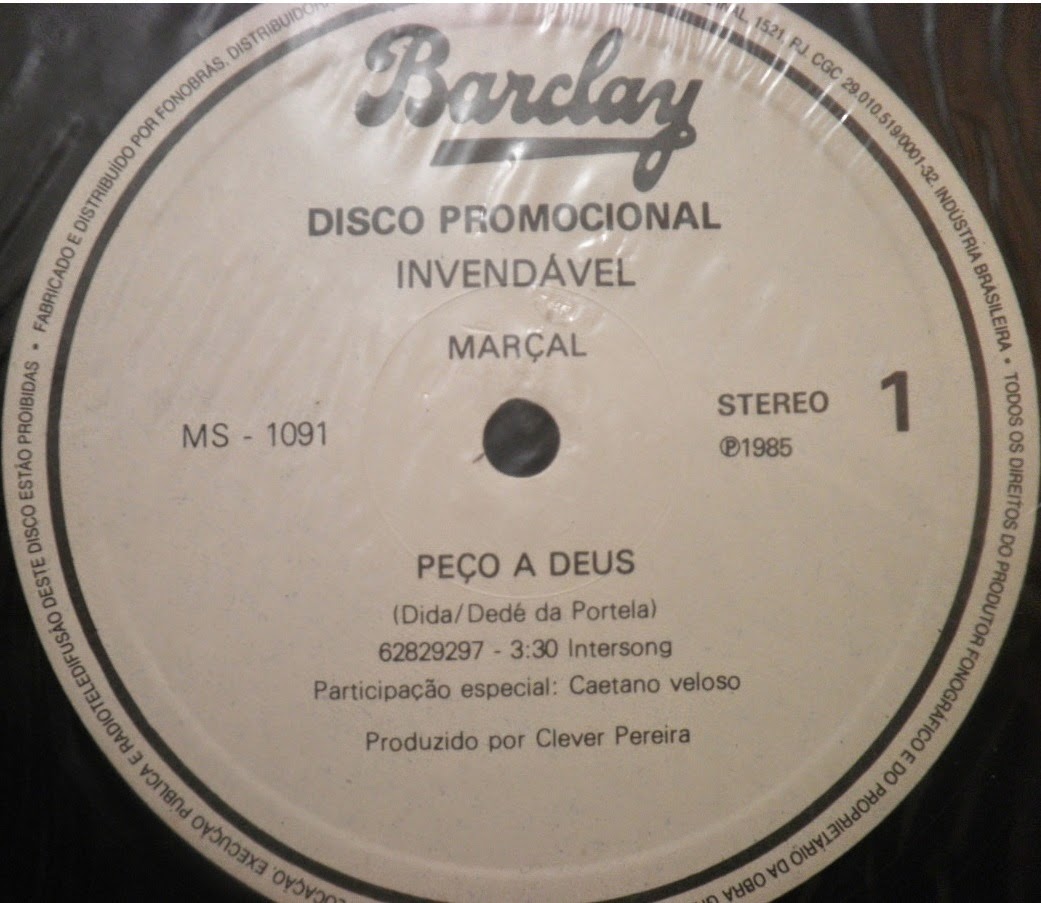 Barclay
DISCO PROMOCIONAL
INVENDÁVEL
MARÇAL
MS - 1091
STEREO
℗1985
1
PEÇO A DEUS
(Dida/Dedé da Portela)
62829297 - 3:30 Intersong
Participação especial: Caetano veloso
Produzido por Clever Pereira
• FABRICADO E DISTRIBUÍDO POR FONOBRÁS. DISTRIBUIDORA
1521, RJ. CGC 29.010.519/0001-32. INDÚSTRIA BRASILEIRA • TODOS OS DIREITOS DO PRODUTOR FONOGRÁFICO E DO PROPRIETÁRIO DA OBRA
EXECUÇÃO PÚBLICA E RADIOTELEDIFUSÃO DESTE DISCO ESTÃO PROIBIDAS